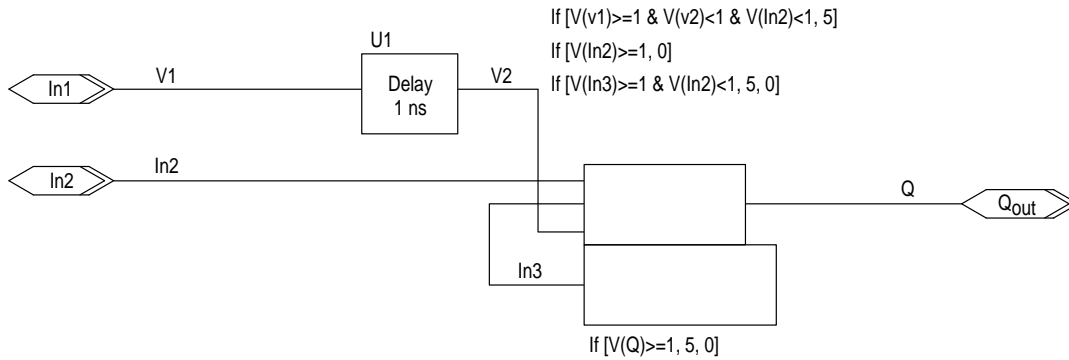 If [V(v1)>=1 & V(v2)<1 & V(In2)<1, 5]
If [V(In2)>=1, 0]
If [V(In3)>=1 & V(In2)<1, 5, 0]
U1
In1
V1
Delay
1 ns
V2
In2
In2
Q
Qout
In3
If [V(Q)>=1, 5, 0]